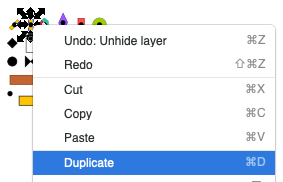 Undo: Unhide layer ⌘Z
Redo ⇧⌘Z
Cut ⌘X
Copy ⌘C
Paste ⌘V
Duplicate ⌘D